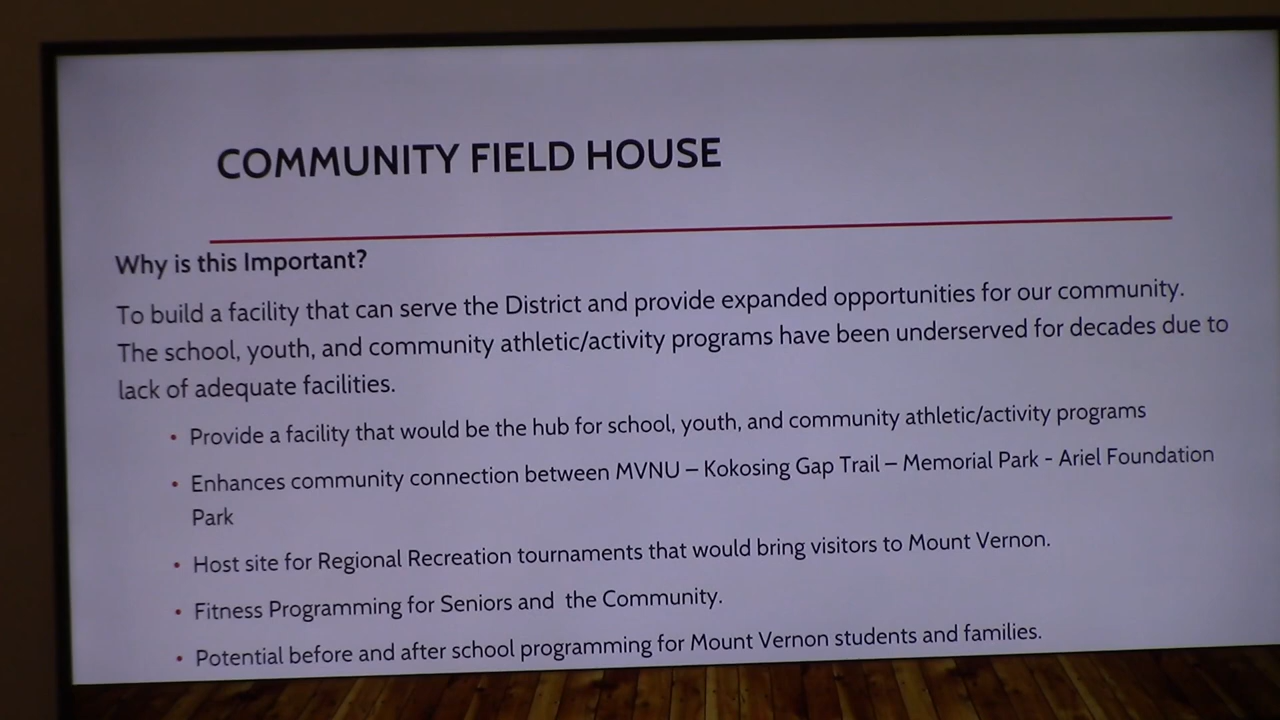 COMMUNITY FIELD HOUSE
Why is this Important?
To build a facility that can serve the District and provide expanded opportunities for our community.
The school, youth, and community athletic/activity programs have been underserved for decades due to
lack of adequate facilities.
• Provide a facility that would be the hub for school, youth, and community athletic/activity programs
• Enhances community connection between MVNU – Kokosing Gap Trail – Memorial Park - Ariel Foundation
Park
• Host site for Regional Recreation tournaments that would bring visitors to Mount Vernon.
• Fitness Programming for Seniors and the Community.
• Potential before and after school programming for Mount Vernon students and families.